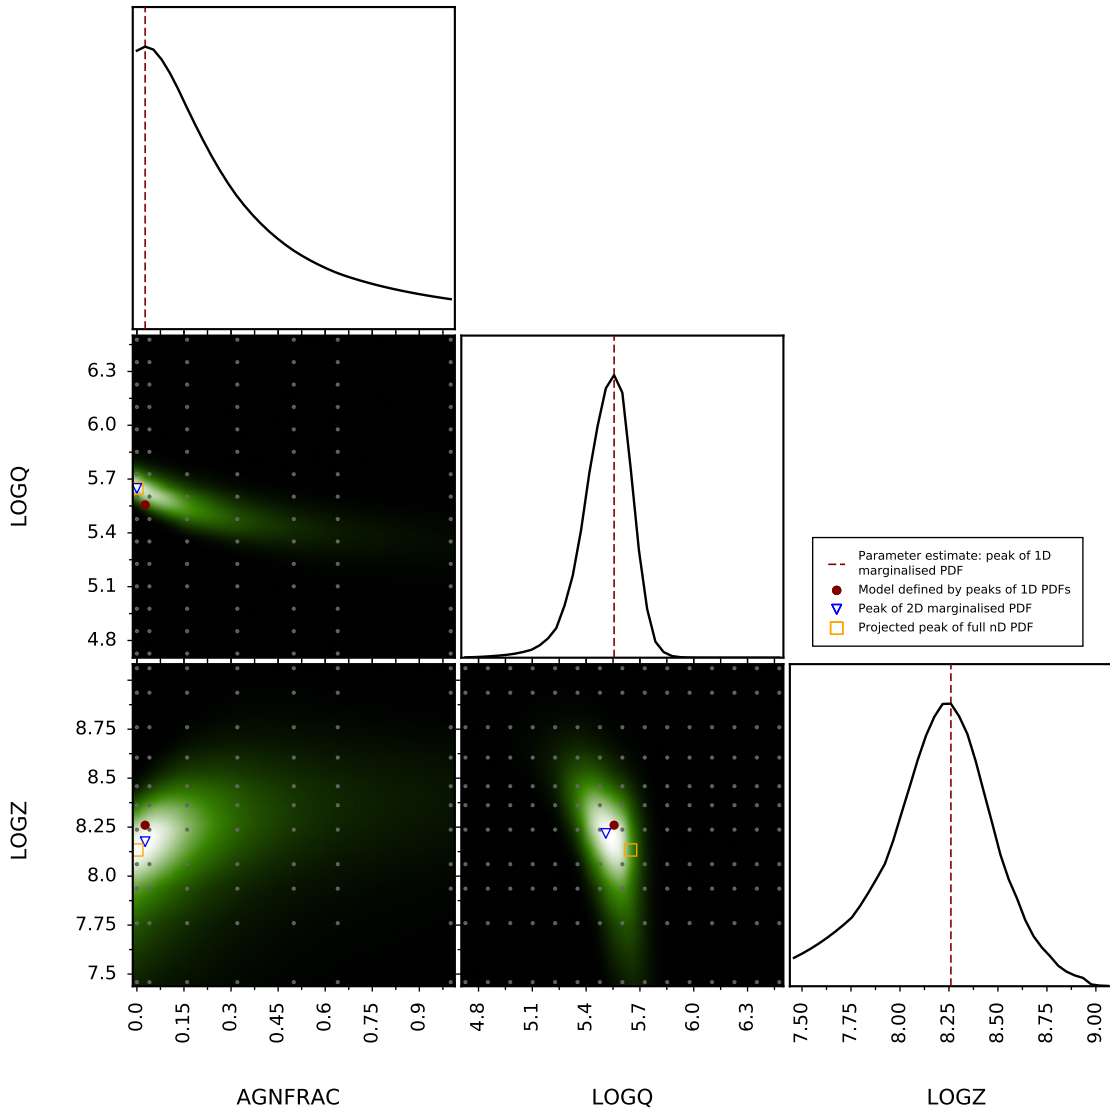 LOGQ
6.3
6.0
5.7
5.4
5.1
4.8
Parameter estimate: peak of 1D
marginalised PDF
Model defined by peaks of 1D PDFs
Peak of 2D marginalised PDF
Projected peak of full nD PDF
LOGZ
8.75
8.5
8.25
8.0
7.75
7.5
0.0 0.15 0.3 0.45 0.6 0.75 0.9
4.8 5.1 5.4 5.7 6.0 6.3
7.50 7.75 8.00 8.25 8.50 8.75 9.00
AGNFRAC LOGQ LOGZ